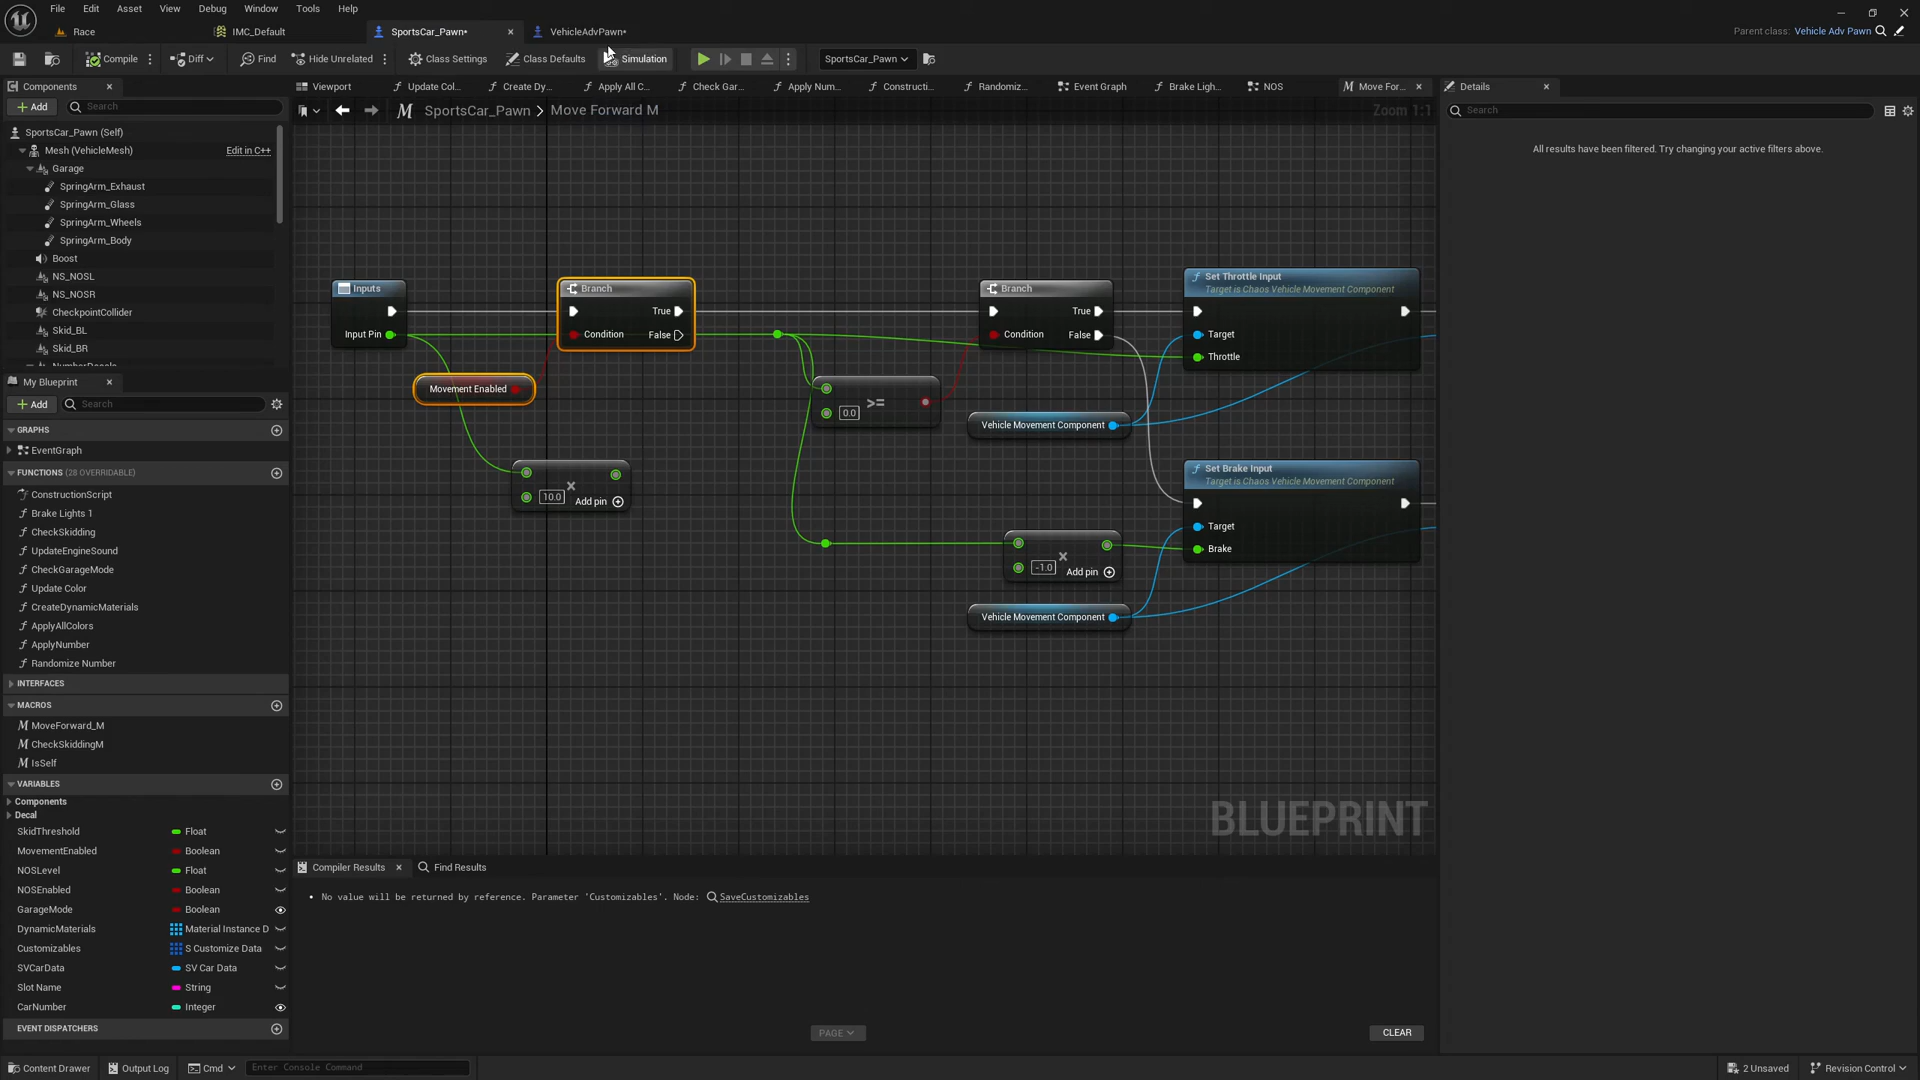 File Edit Asset View Debug Window Tools Help
Race IMC_Default SportsCar_Pawn* VehicleAdvPawn* Parent class: Vehicle Adv Pawn
Compile Diff Find Hide Unrelated Class Settings Class Defaults Simulation SportsCar_Pawn
Components Viewport Update Col... Create Dy... Apply All C... Check Gar... Apply Num... Constructi... Randomiz... Event Graph Brake Ligh... NOS Move For... Details
Add Search SportsCar_Pawn > Move Forward M Zoom 1:1 Search
SportsCar_Pawn (Self)
Mesh (VehicleMesh) Edit in C++
Garage
SpringArm_Exhaust
SpringArm_Glass
SpringArm_Wheels
SpringArm_Body
Boost
NS_NOSL
NS_NOSR
CheckpointCollider
Skid_BL
Skid_BR
All results have been filtered. Try changing your active filters above.
Inputs
Input Pin
Branch
True
Condition False
Movement Enabled
10.0 Add pin
0.0 >=
Branch
True
Condition False
Vehicle Movement Component
Set Throttle Input
Target is Chaos Vehicle Movement Component
Target
Throttle
Set Brake Input
Target is Chaos Vehicle Movement Component
Target
Brake
-1.0 Add pin
Vehicle Movement Component
BLUEPRINT
My Blueprint
Add Search
GRAPHS
EventGraph
FUNCTIONS (28 OVERRIDABLE)
ConstructionScript
Brake Lights 1
CheckSkidding
UpdateEngineSound
CheckGarageMode
Update Color
CreateDynamicMaterials
ApplyAllColors
ApplyNumber
Randomize Number
INTERFACES
MACROS
MoveForward_M
CheckSkiddingM
IsSelf
VARIABLES
Components
Decal
SkidThreshold Float
MovementEnabled Boolean
NOSLevel Float
NOSEnabled Boolean
GarageMode Boolean
DynamicMaterials Material Instance D
Customizables S Customize Data
SVCarData SV Car Data
Slot Name String
CarNumber Integer
EVENT DISPATCHERS
Compiler Results Find Results
No value will be returned by reference. Parameter 'Customizables'. Node: SaveCustomizables
PAGE CLEAR
Content Drawer Output Log Cmd Enter Console Command 2 Unsaved Revision Control